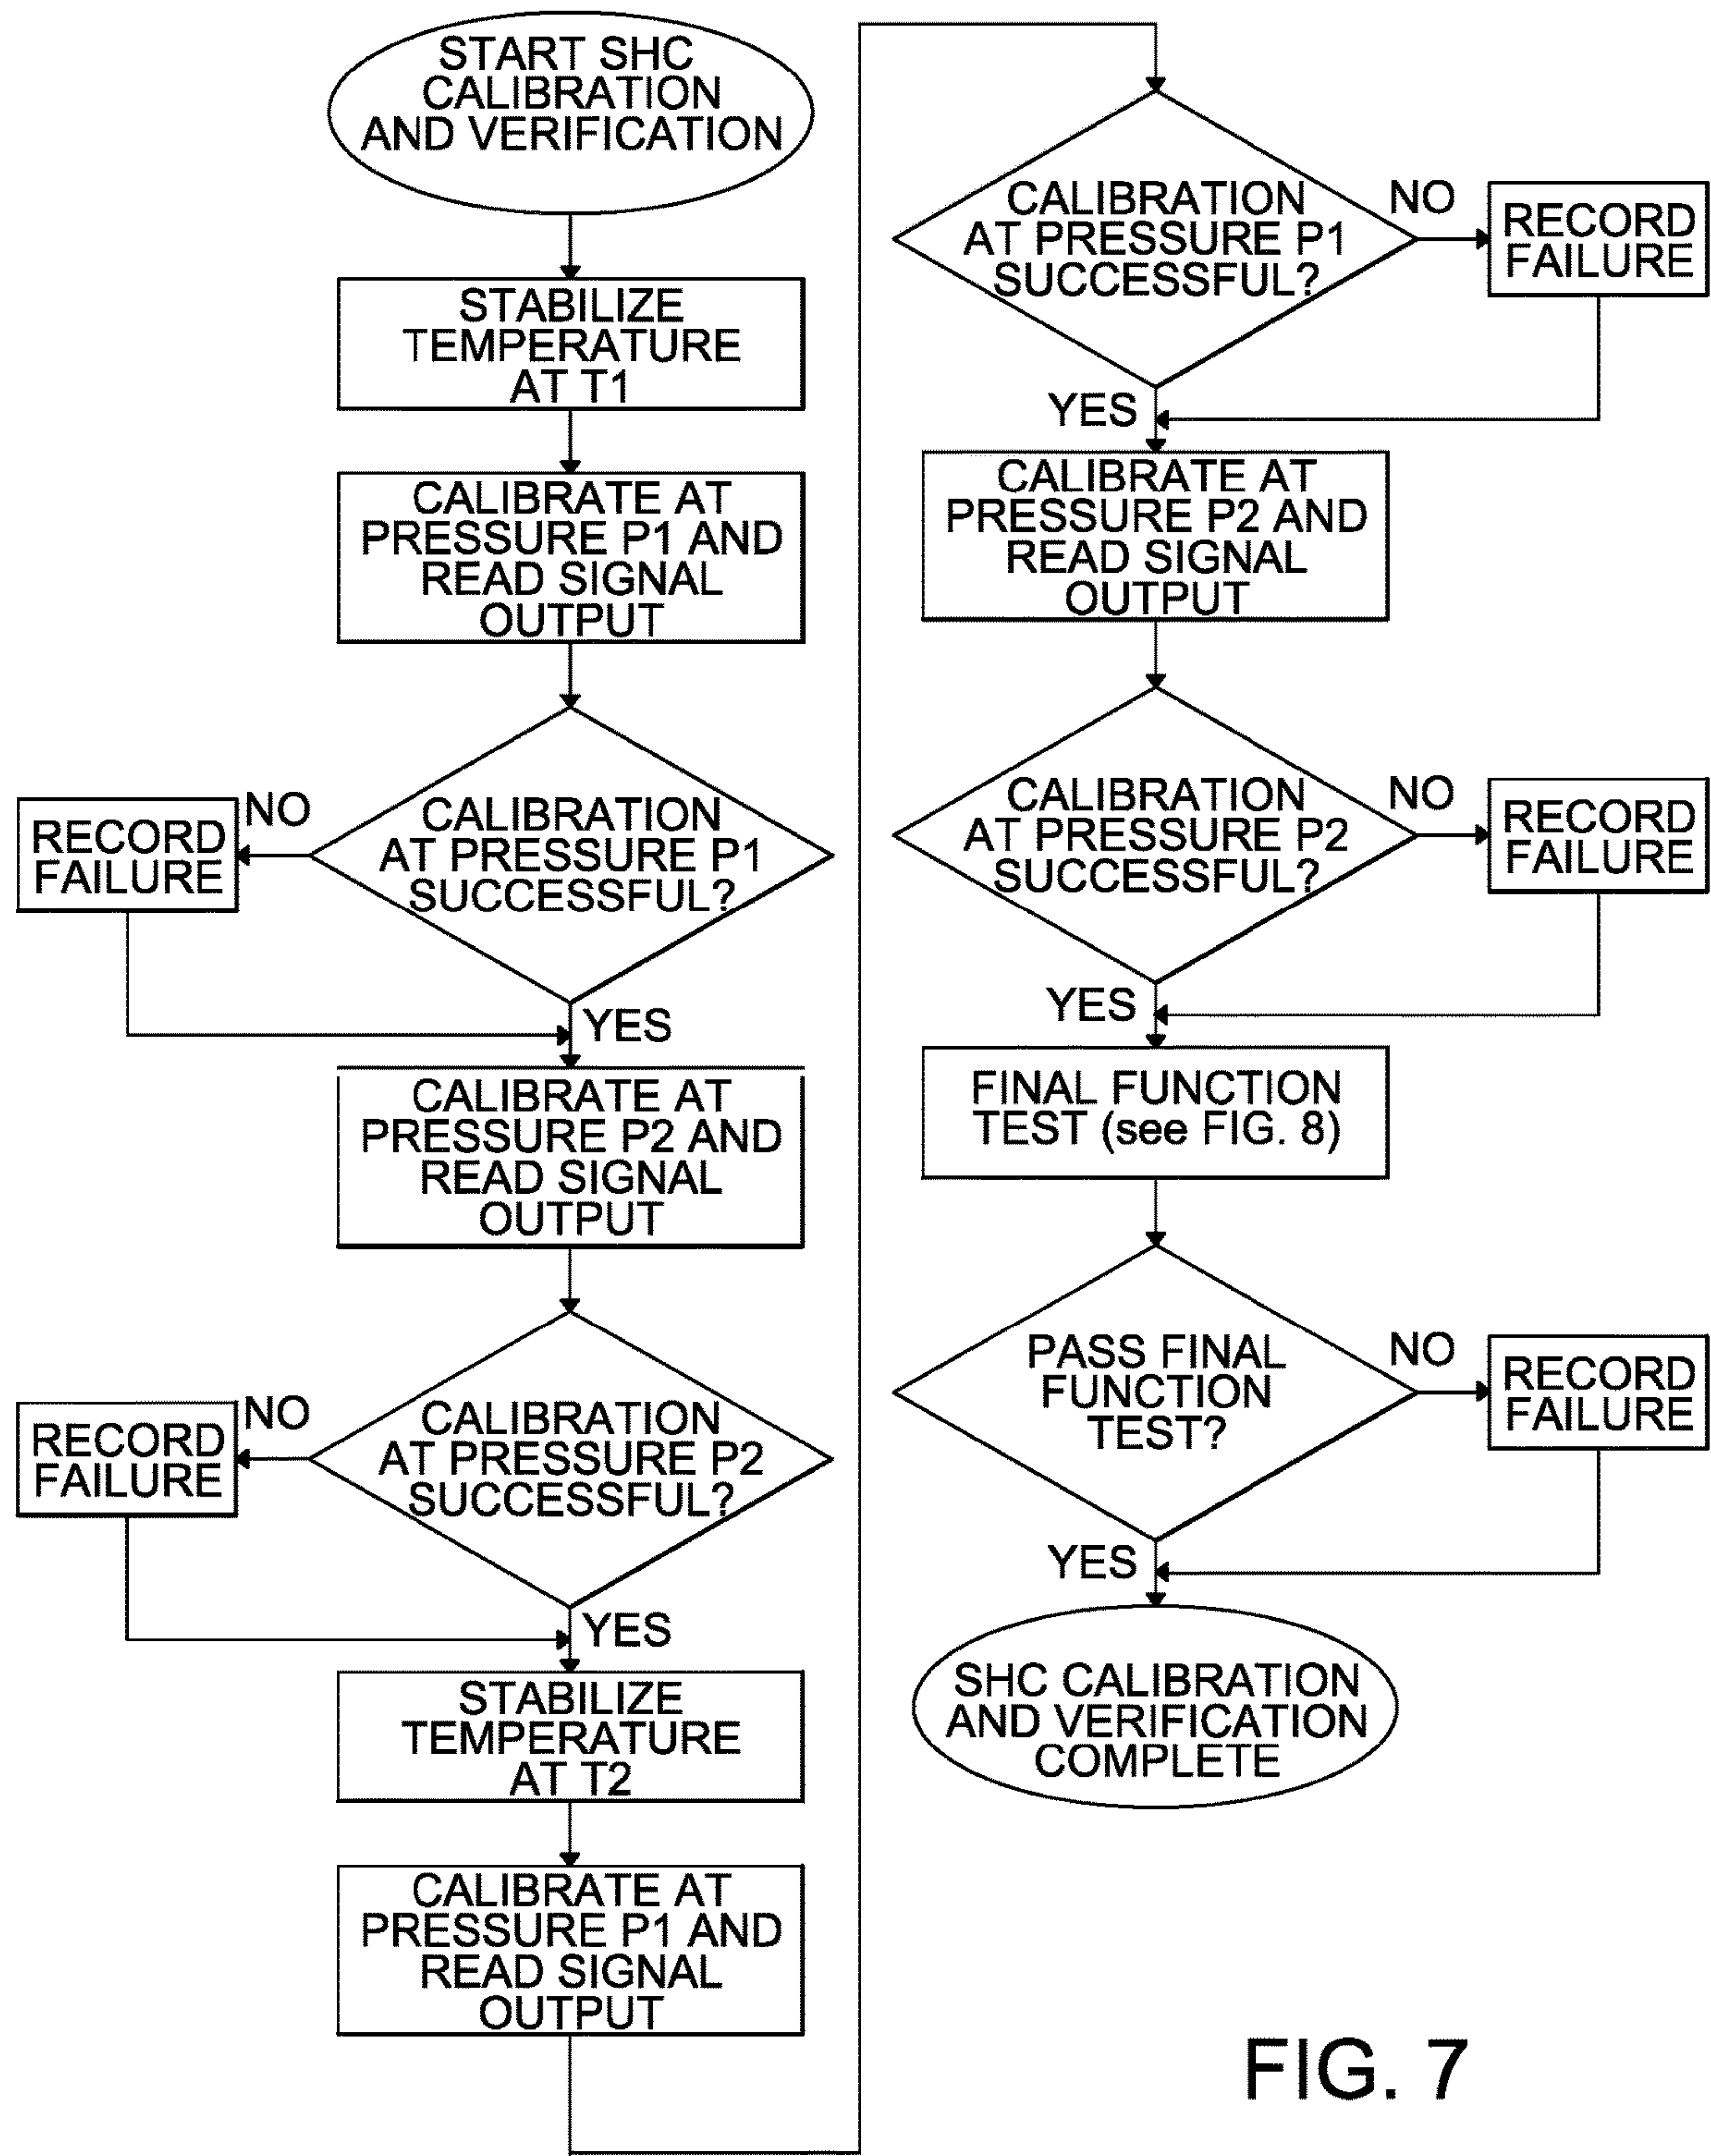 START SHC
CALIBRATION
AND VERIFICATION
STABILIZE
TEMPERATURE
AT T1
CALIBRATE AT
PRESSURE P1 AND
READ SIGNAL
OUTPUT
CALIBRATION
AT PRESSURE P1
SUCCESSFUL?
NO
RECORD
FAILURE
YES
CALIBRATE AT
PRESSURE P2 AND
READ SIGNAL
OUTPUT
CALIBRATION
AT PRESSURE P2
SUCCESSFUL?
NO
RECORD
FAILURE
YES
STABILIZE
TEMPERATURE
AT T2
CALIBRATE AT
PRESSURE P1 AND
READ SIGNAL
OUTPUT
CALIBRATION
AT PRESSURE P1
SUCCESSFUL?
NO
RECORD
FAILURE
YES
CALIBRATE AT
PRESSURE P2 AND
READ SIGNAL
OUTPUT
CALIBRATION
AT PRESSURE P2
SUCCESSFUL?
NO
RECORD
FAILURE
YES
FINAL FUNCTION
TEST (see FIG. 8)
PASS FINAL
FUNCTION
TEST?
NO
RECORD
FAILURE
YES
SHC CALIBRATION
AND VERIFICATION
COMPLETE
FIG. 7